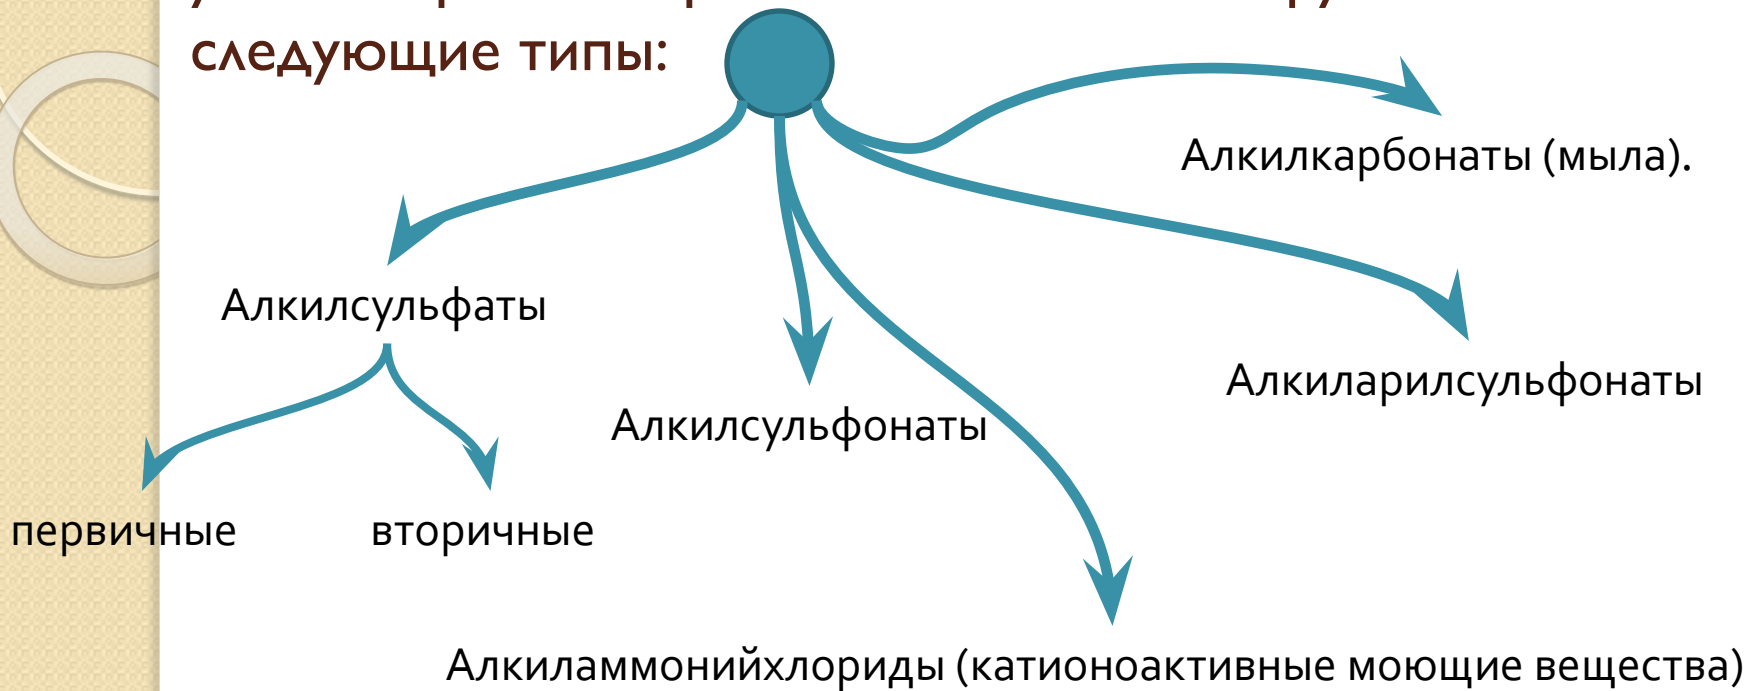 следующие типы:
Алкилкарбонаты (мыла).
Алкилсульфаты
Алкиларилсульфонаты
Алкилсульфонаты
первичные
вторичные
Алкиламмонийхлориды (катионоактивные моющие вещества)